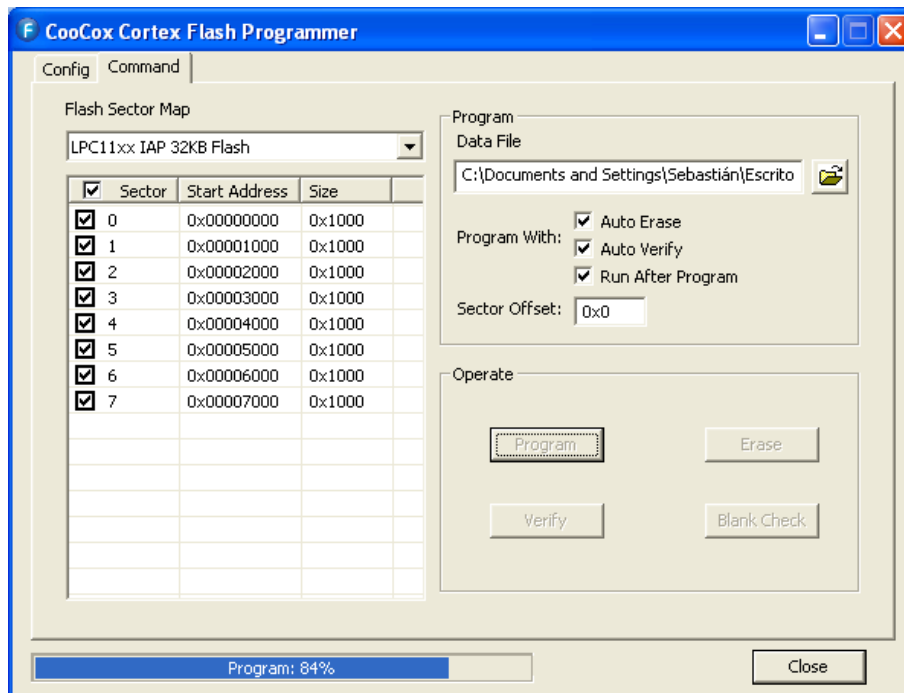 CooCox Cortex Flash Programmer
Config Command
Flash Sector Map
LPC11xx IAP 32KB Flash
Sector Start Address Size
0 0x00000000 0x1000
1 0x00001000 0x1000
2 0x00002000 0x1000
3 0x00003000 0x1000
4 0x00004000 0x1000
5 0x00005000 0x1000
6 0x00006000 0x1000
7 0x00007000 0x1000
Program
Data File
C:\Documents and Settings\Sebastián\Escrito
Program With:
Auto Erase
Auto Verify
Run After Program
Sector Offset: 0x0
Operate
Program Erase
Verify Blank Check
Program: 84%
Close